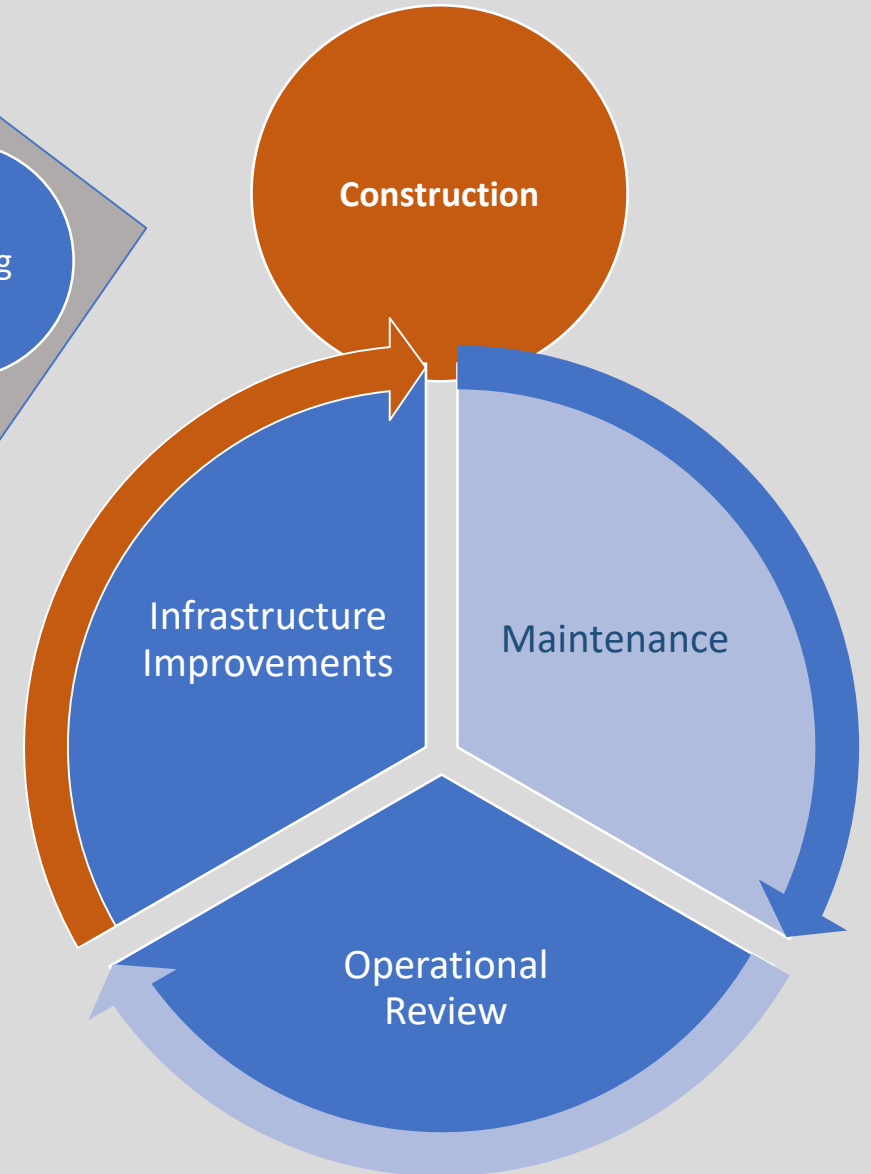 Construction
Infrastructure
Improvements
Maintenance
Operational
Review